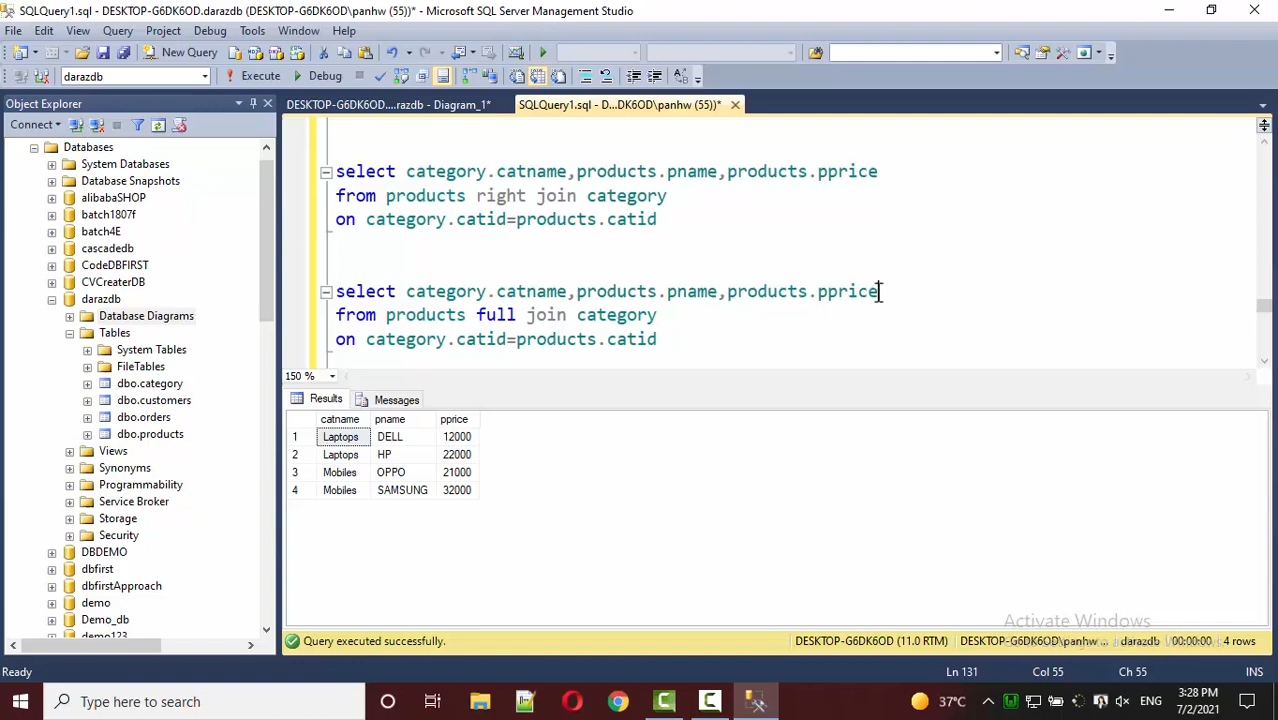 SQLQuery1.sql - DESKTOP-G6DK6OD.darazdb (DESKTOP-G6DK6OD\panhw (55))* - Microsoft SQL Server Management Studio
File Edit View Query Project Debug Tools Window Help
New Query
darazdb Execute Debug
Object Explorer
DESKTOP-G6DK6OD....razdb - Diagram_1* SQLQuery1.sql - D...DK6OD\panhw (55))*
Connect
Databases
System Databases
Database Snapshots
alibabaSHOP
batch1807f
batch4E
cascadedb
CodeDBFIRST
CVCreaterDB
darazdb
Database Diagrams
Tables
System Tables
FileTables
dbo.category
dbo.customers
dbo.orders
dbo.products
Views
Synonyms
Programmability
Service Broker
Storage
Security
DBDEMO
dbfirst
dbfirstApproach
demo
Demo_db
demo123
select category.catname,products.pname,products.pprice
from products right join category
on category.catid=products.catid
select category.catname,products.pname,products.pprice
from products full join category
on category.catid=products.catid
150 %
Results Messages
catname pname pprice
1 Laptops DELL 12000
2 Laptops HP 22000
3 Mobiles OPPO 21000
4 Mobiles SAMSUNG 32000
Activate Windows
Query executed successfully. DESKTOP-G6DK6OD (11.0 RTM) DESKTOP-G6DK6OD\panhw ... darazdb 00:00:00 4 rows
Ready Ln 131 Col 55 Ch 55 INS
Type here to search 37°C ENG 3:28 PM
7/2/2021